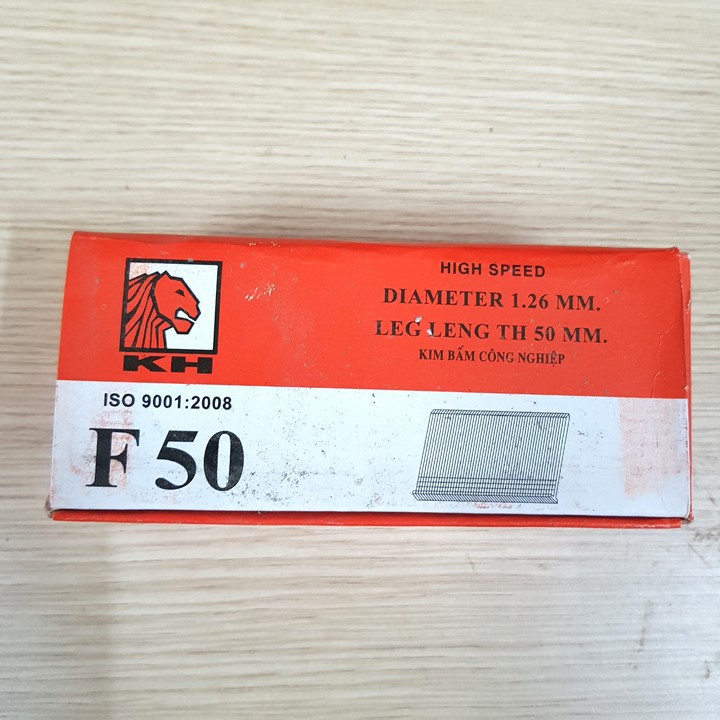 KH
ISO 9001:2008
F 50
HIGH SPEED
DIAMETER 1.26 MM.
LEG LENG TH 50 MM.
KIM BẤM CÔNG NGHIỆP